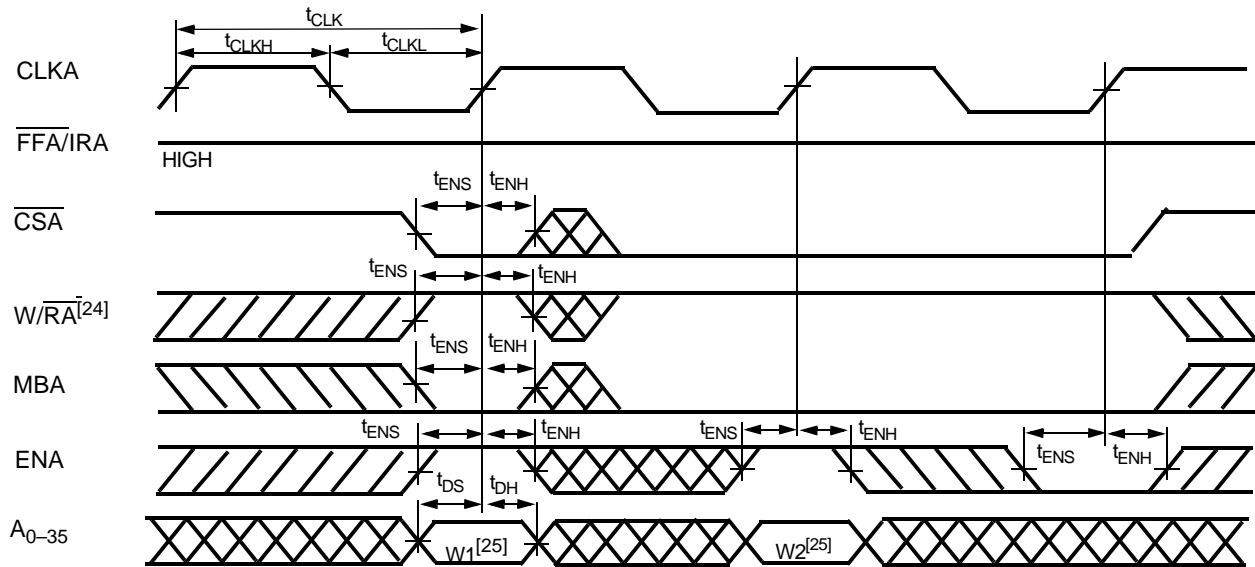 tCLK
tCLKH tCLKL
CLKA
FFA/IRA
HIGH
tENS tENH
CSA
tENS tENH
W/RA[24]
tENS tENH
MBA
tENS tENH tENS tENH
ENA
tENS tENH
tDS tDH
A0–35
W1[25] W2[25]